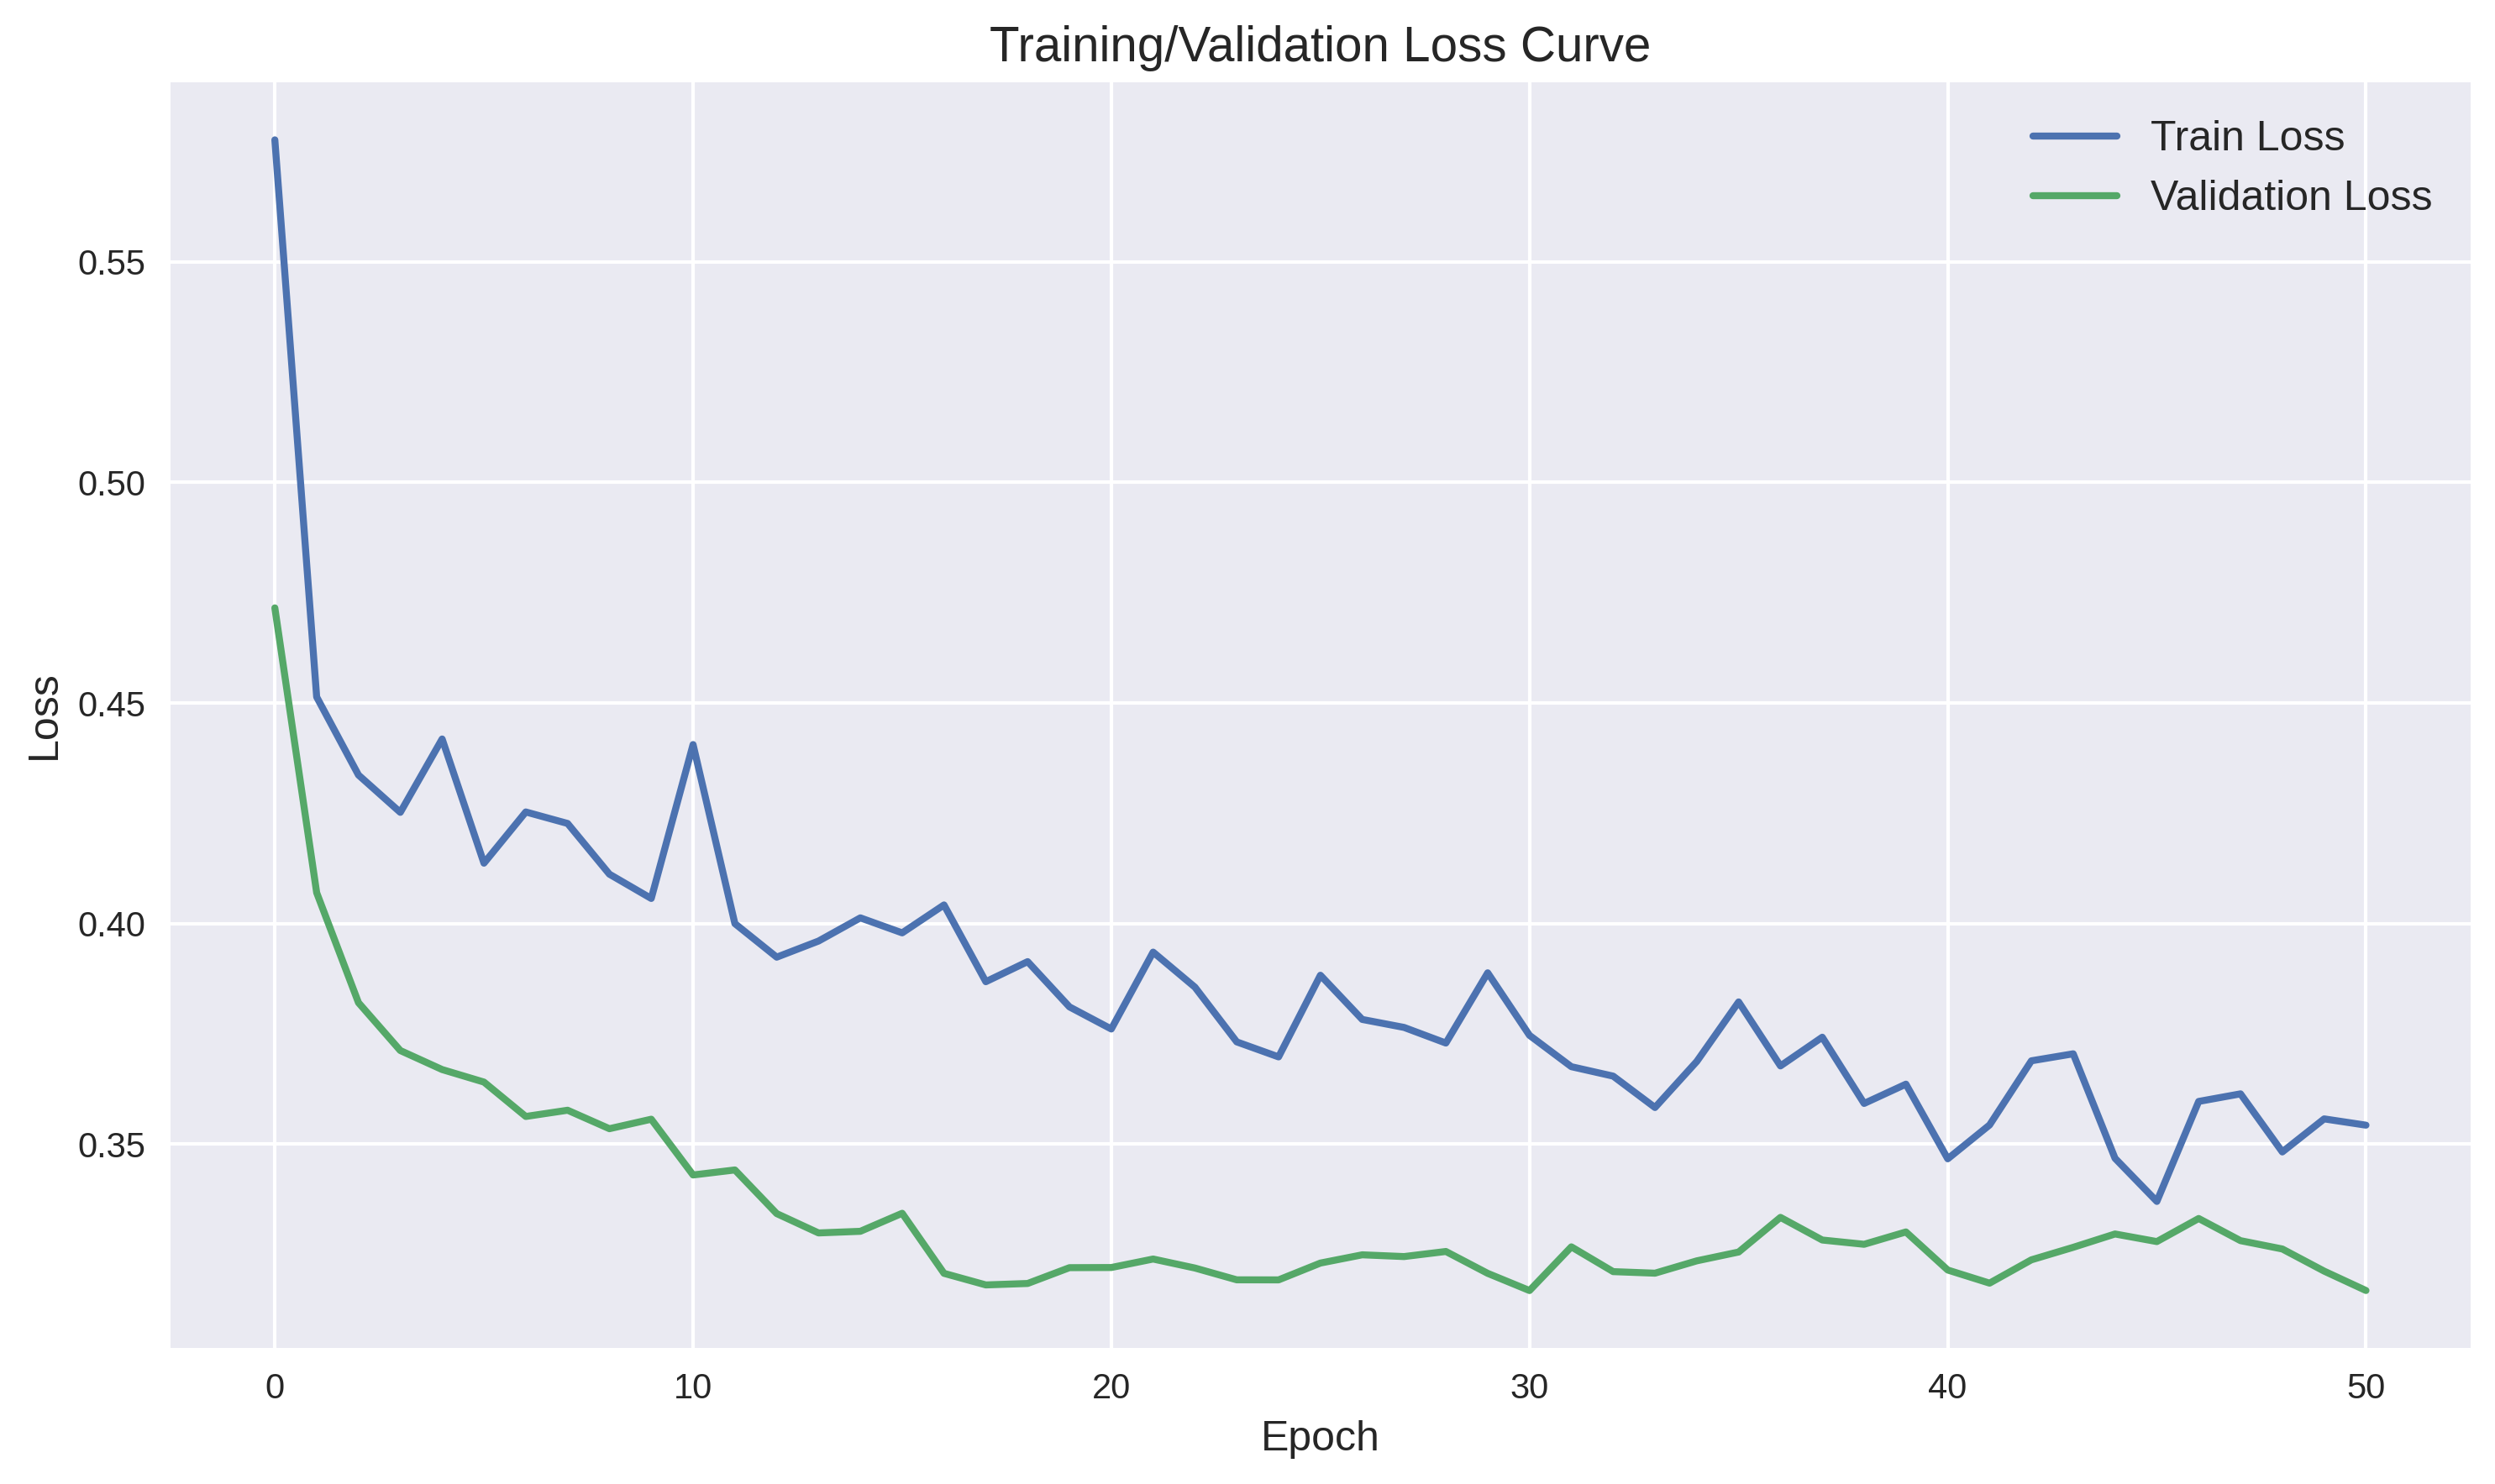 Training/Validation Loss Curve
Train Loss
Validation Loss
0.55
0.50
0.45
0.40
0.35
Loss
0 10 20 30 40 50
Epoch